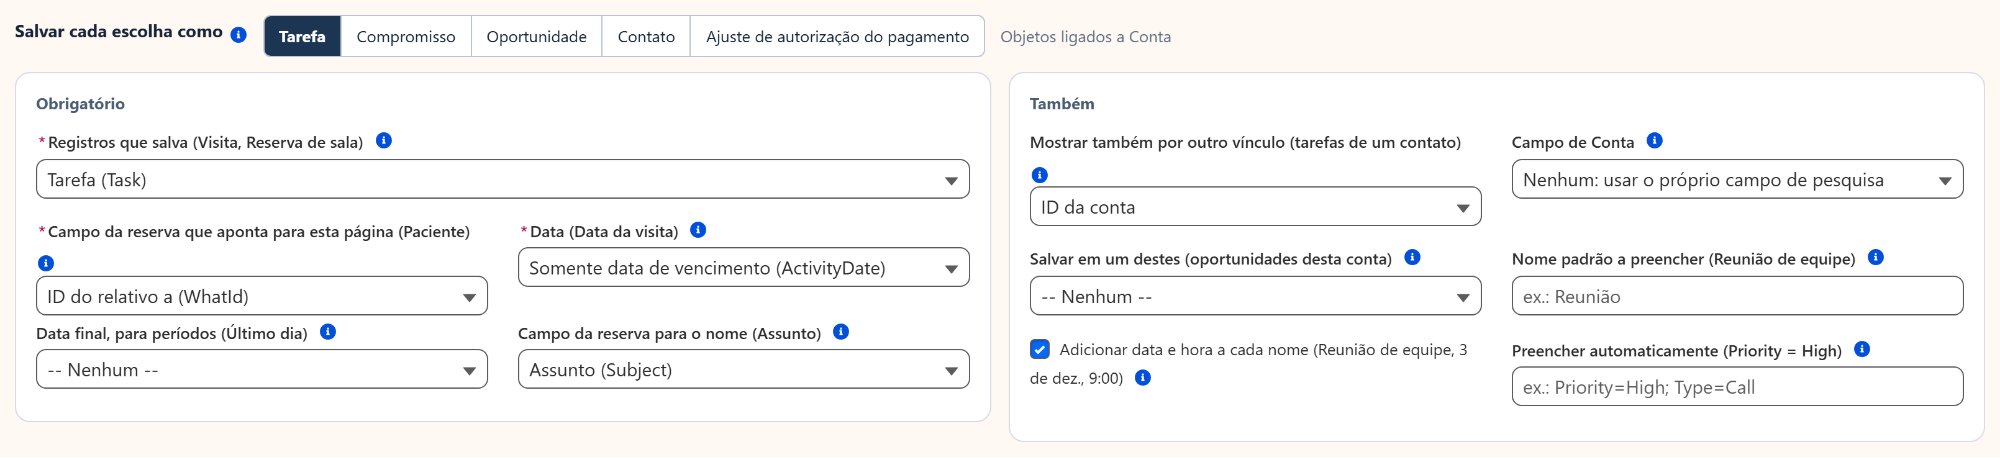 Salvar cada escolha como
Tarefa
Compromisso
Oportunidade
Contato
Ajuste de autorização do pagamento
Objetos ligados a Conta
Obrigatório
* Registros que salva (Visita, Reserva de sala)
Tarefa (Task)
* Campo da reserva que aponta para esta página (Paciente)
ID do relativo a (WhatId)
* Data (Data da visita)
Somente data de vencimento (ActivityDate)
Data final, para períodos (Último dia)
-- Nenhum --
Campo da reserva para o nome (Assunto)
Assunto (Subject)
Também
Mostrar também por outro vínculo (tarefas de um contato)
ID da conta
Campo de Conta
Nenhum: usar o próprio campo de pesquisa
Salvar em um destes (oportunidades desta conta)
-- Nenhum --
Nome padrão a preencher (Reunião de equipe)
ex.: Reunião
Adicionar data e hora a cada nome (Reunião de equipe, 3
de dez., 9:00)
Preencher automaticamente (Priority = High)
ex.: Priority=High; Type=Call